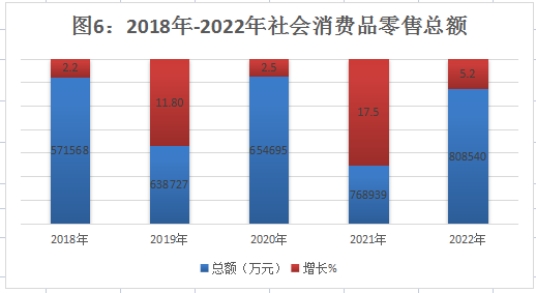 图6：2018年-2022年社会消费品零售总额
2.2 11.80 2.5 17.5 5.2
571568 638727 654695 768939 808540
2018年 2019年 2020年 2021年 2022年
总额（万元） 增长%